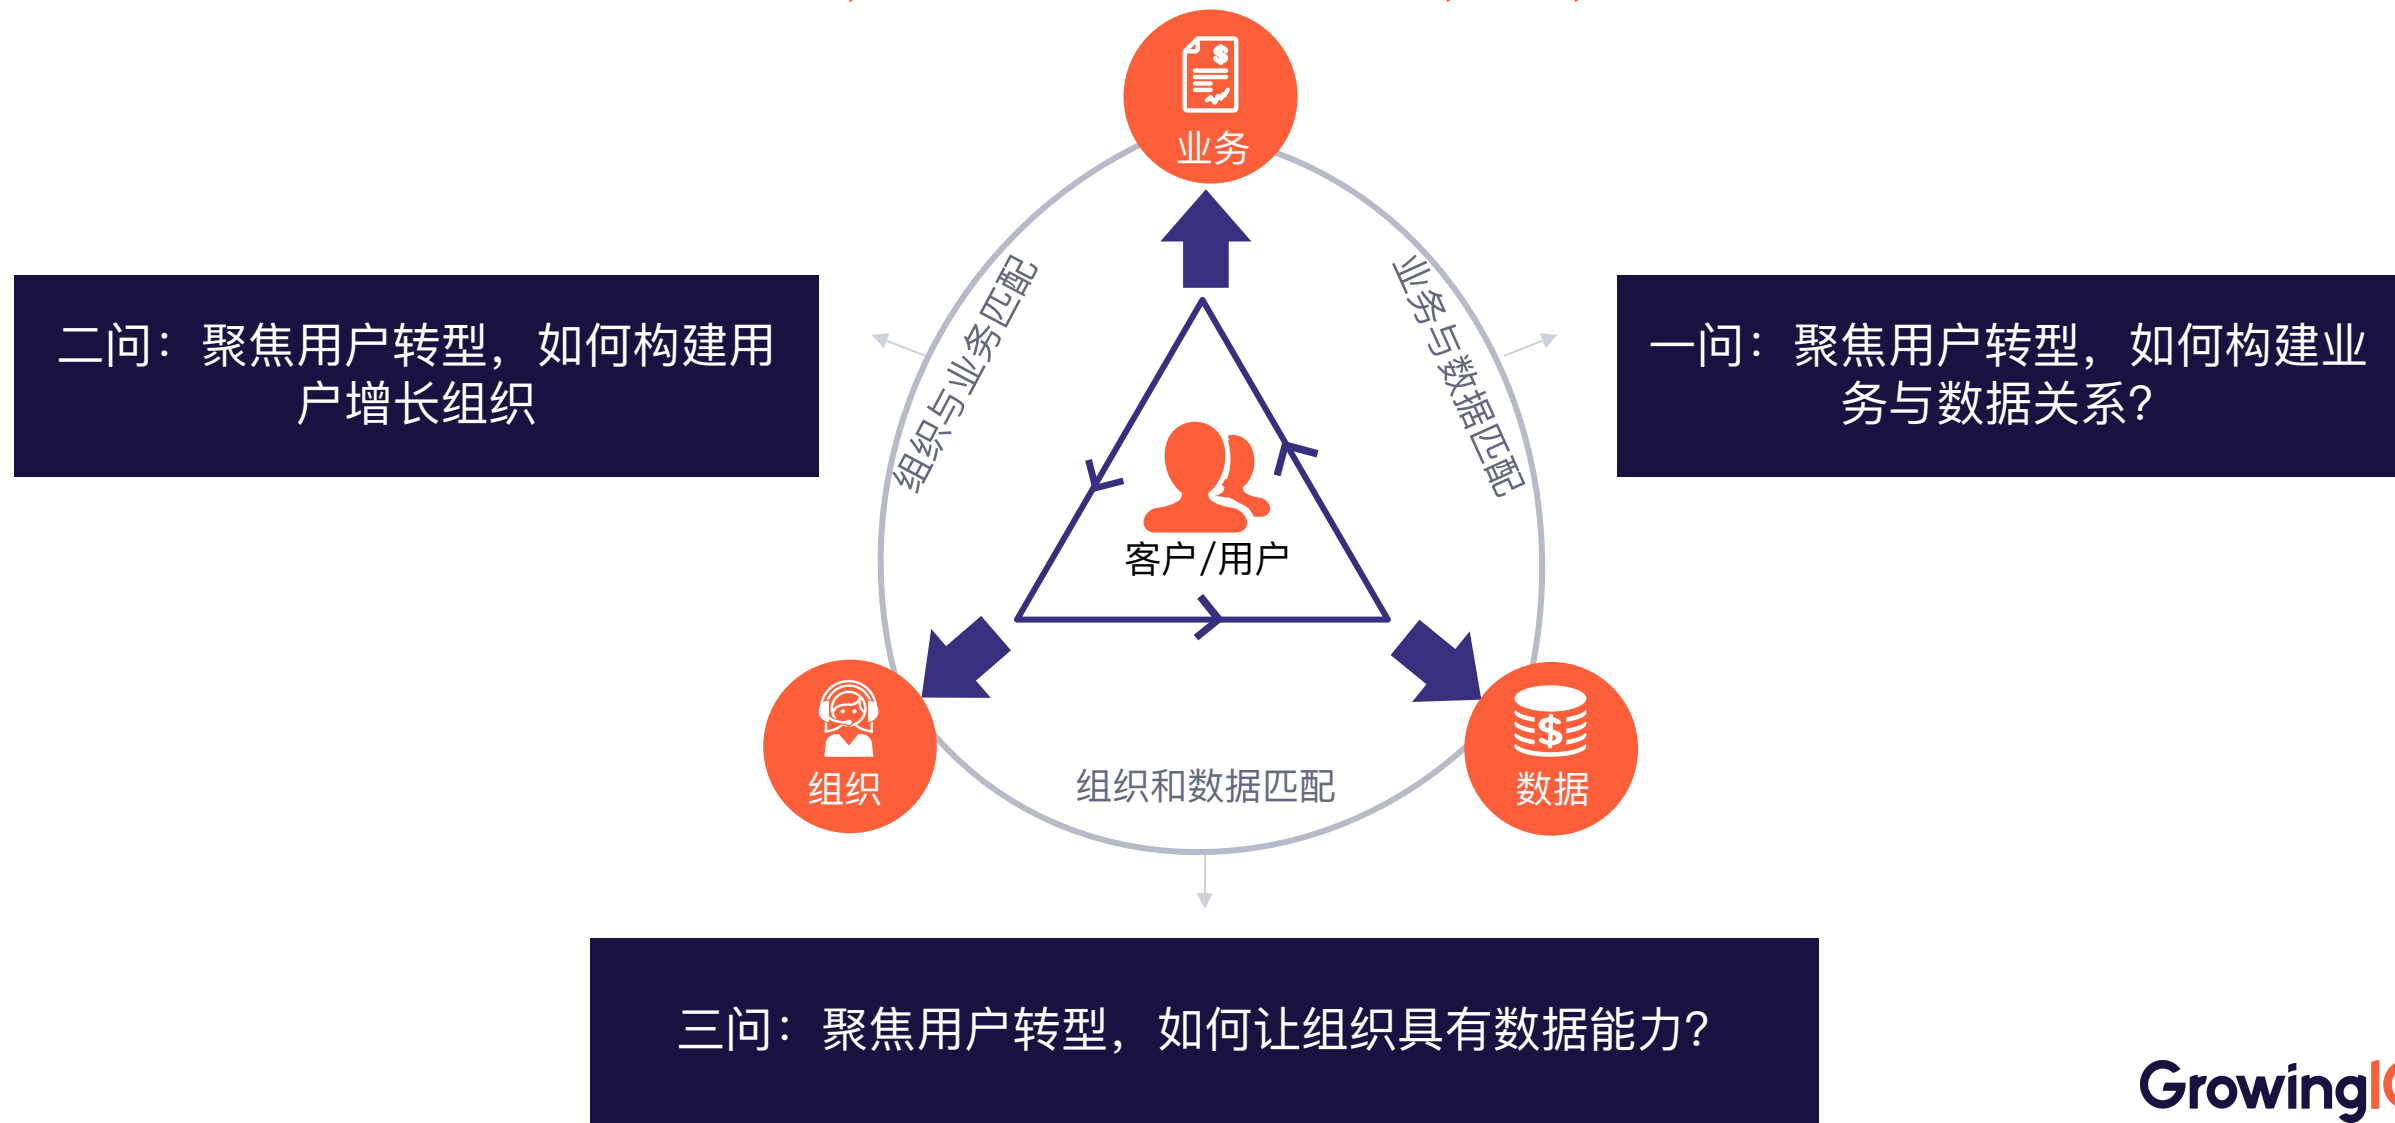 业务
组织与业务匹配
业务与数据匹配
二问：聚焦用户转型，如何构建用
户增长组织
一问：聚焦用户转型，如何构建业
务与数据关系？
客户/用户
组织
组织和数据匹配
数据
三问：聚焦用户转型，如何让组织具有数据能力？
GrowingI